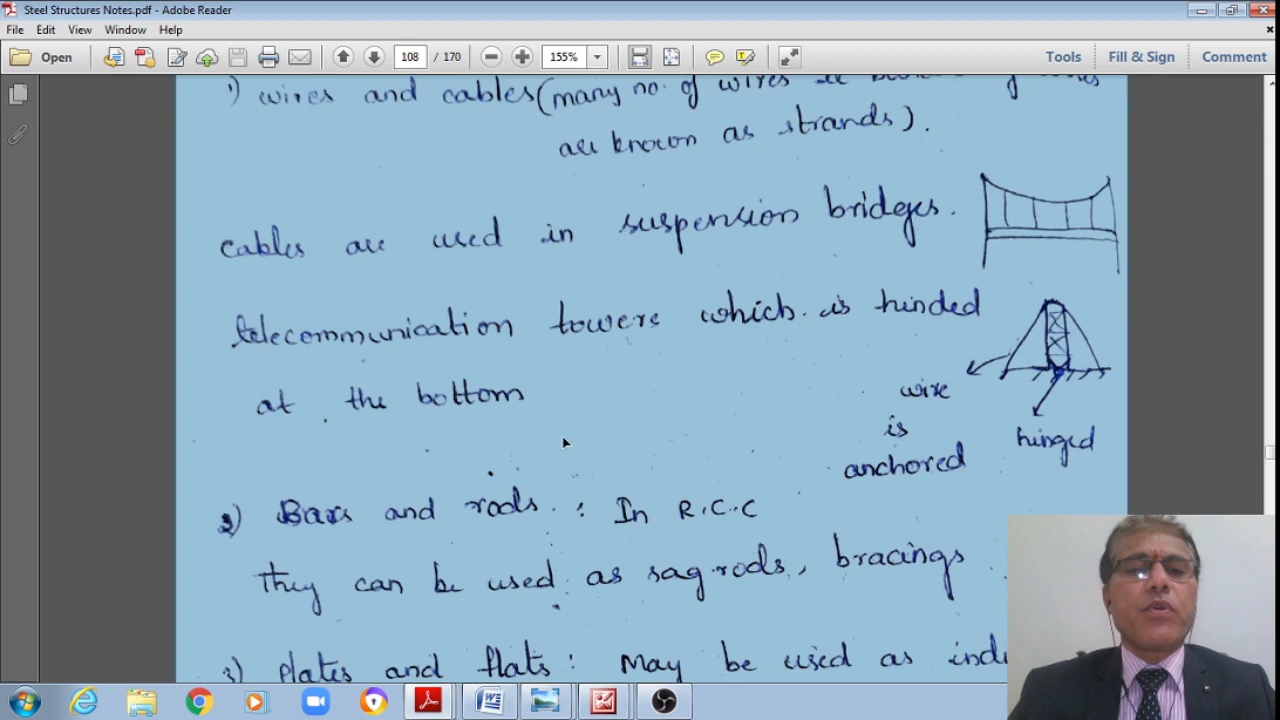 Steel Structures Notes.pdf - Adobe Reader
File Edit View Window Help
Open 108 / 170 155% Tools Fill & Sign Comment
1) wires and cables (many no. of wires
are known as strands).
cables are used in suspension bridges.
telecommunication towers which is hinded
at the bottom
wire
is
anchored
hinged
2) Bars and rods : In R.C.C
They can be used as sag rods, bracings
3) Plates and flats : May be used as